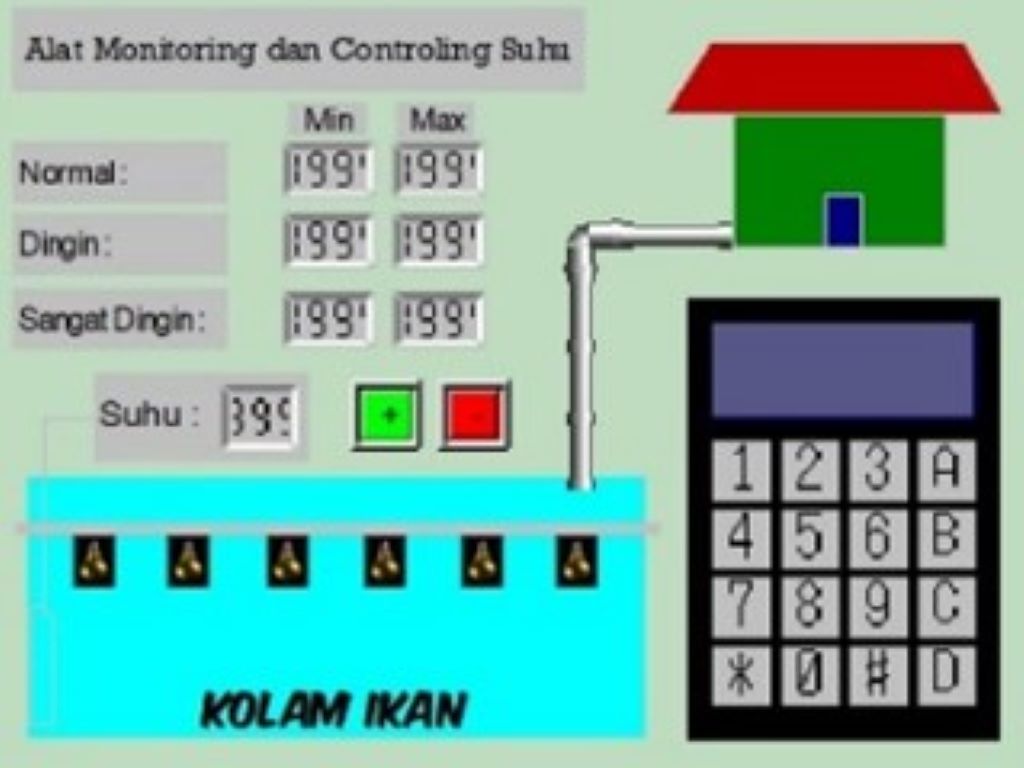 Alat Monitoring dan Controling Suhu
Min Max
Normal: 199 199
Dingin: 199 199
Sangat Dingin: 199 199
Suhu: 399 + -
1 2 3 A
4 5 6 B
7 8 9 C
* 0 # D
KOLAM IKAN